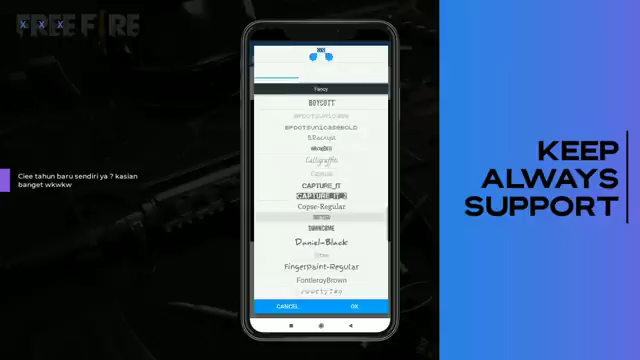 FREE FIRE
X X X
Ciee tahun baru sendiri ya ? kasian
banget wkwkw
Fancy
BOYCOTT
CAPTURE_IT
CAPTURE_IT_2
Copse-Regular
DOWNCOME
Daniel-Black
FingerPaint-Regular
FontleroyBrown
CANCEL
OK
KEEP
ALWAYS
SUPPORT